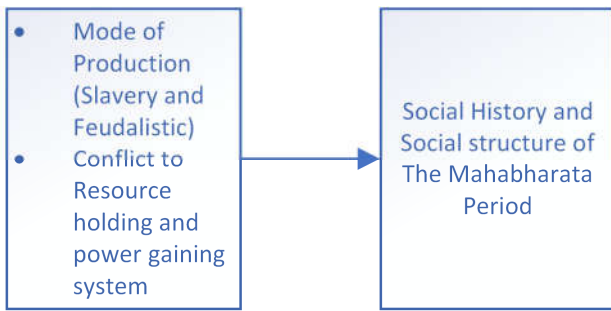 • Mode of
Production
(Slavery and
Feudalistic)
• Conflict to
Resource
holding and
power gaining
system
Social History and
Social structure of
The Mahabharata
Period